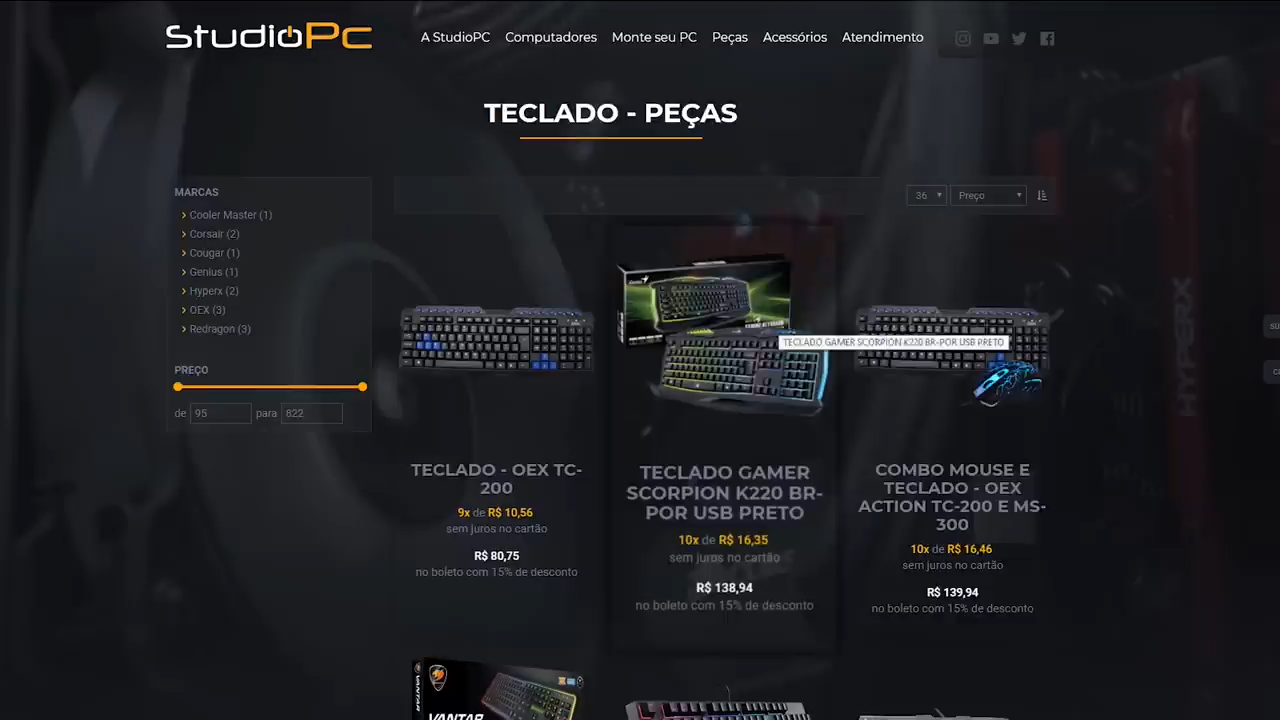 StudioPc
A StudioPC Computadores Monte seu PC Peças Acessórios Atendimento
TECLADO - PEÇAS
MARCAS
Cooler Master (1)
Corsair (2)
Cougar (1)
Genius (1)
Hyperx (2)
OEX (3)
Redragon (3)
PREÇO
de 95 para 822
36 Preço
TECLADO GAMER SCORPION K220 BR-POR USB PRETO
HYPERX
TECLADO - OEX TC-
200
9x de R$ 10,56
sem juros no cartão
R$ 80,75
no boleto com 15% de desconto
TECLADO GAMER
SCORPION K220 BR-
POR USB PRETO
10x de R$ 16,35
sem juros no cartão
R$ 138,94
no boleto com 15% de desconto
COMBO MOUSE E
TECLADO - OEX
ACTION TC-200 E MS-
300
10x de R$ 16,46
sem juros no cartão
R$ 139,94
no boleto com 15% de desconto
VANTAR
VANTAR